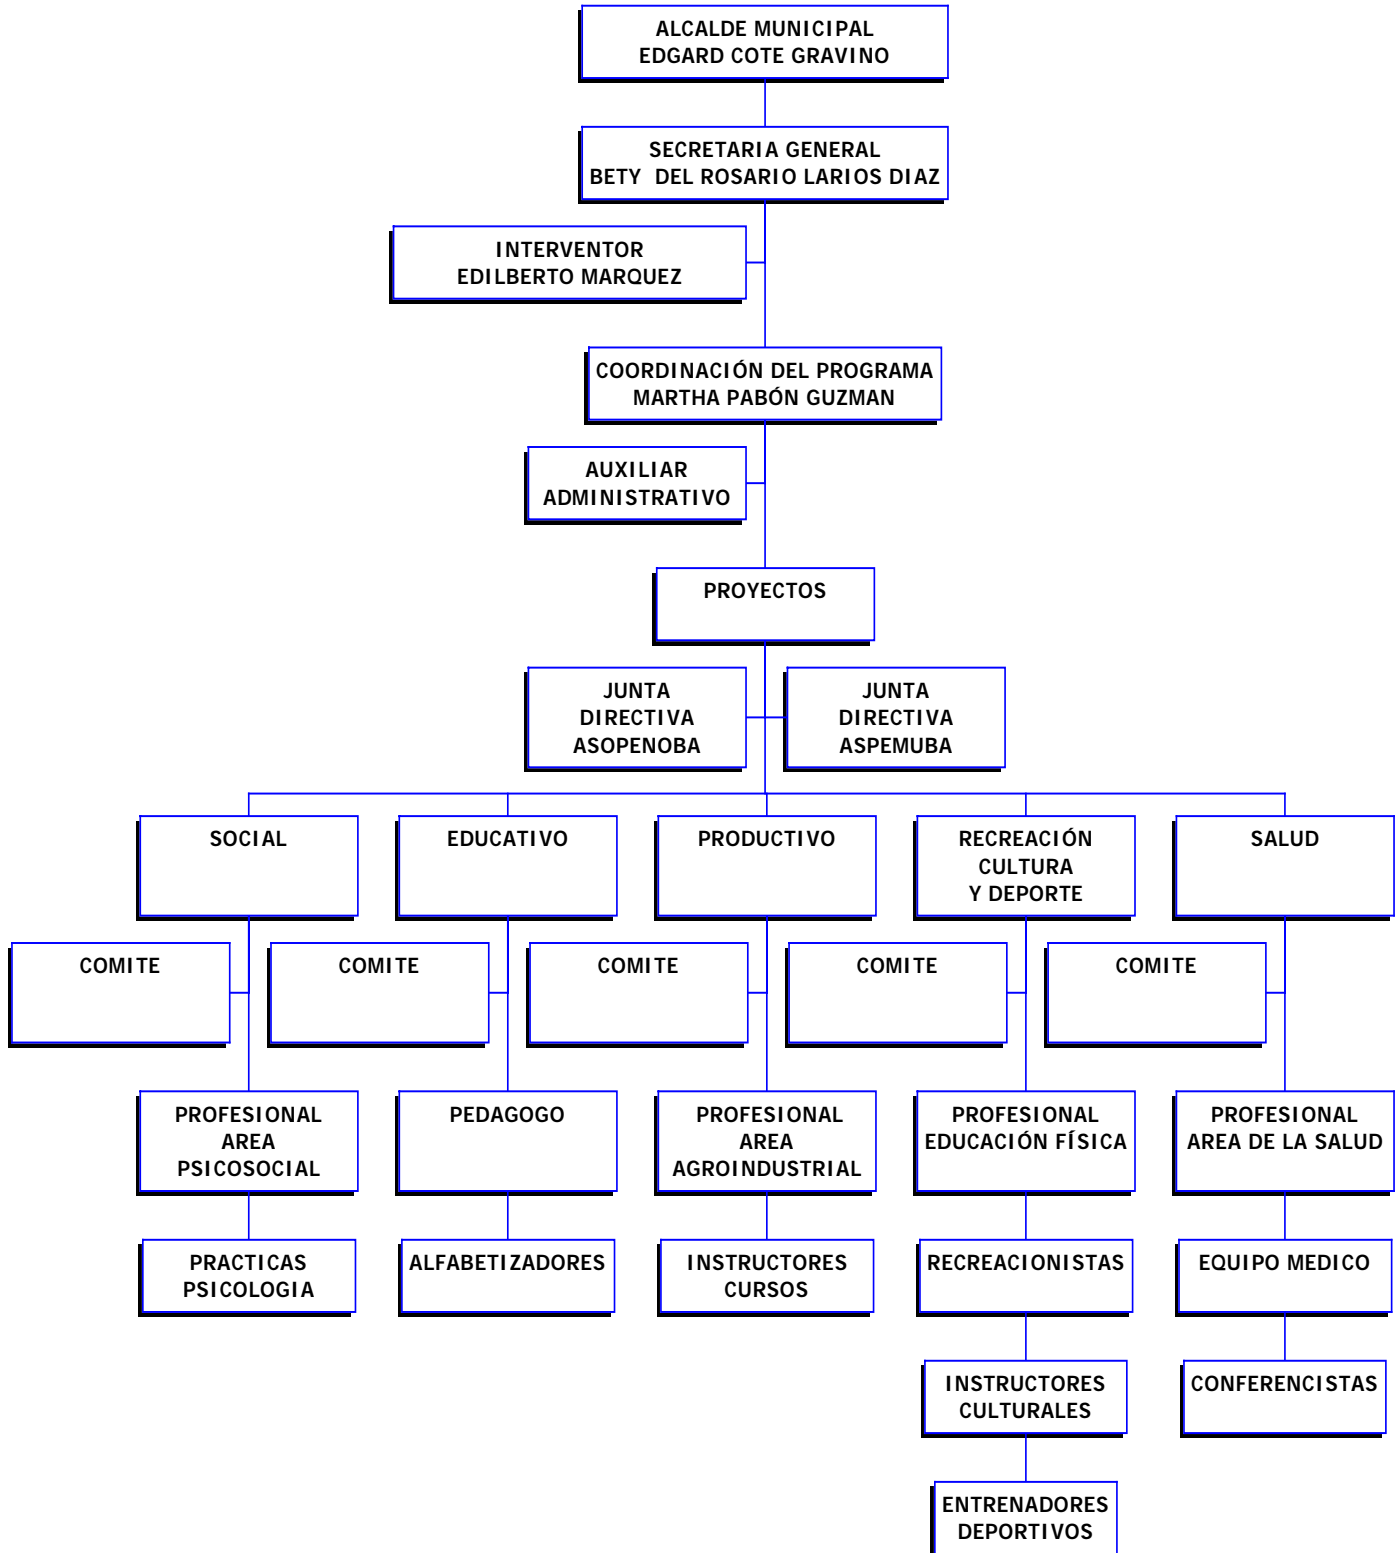 ALCALDE MUNICIPAL
EDGARD COTE GRAVINO
SECRETARIA GENERAL
BETY DEL ROSARIO LARIOS DIAZ
INTERVENTOR
EDILBERTO MARQUEZ
COORDINACIÓN DEL PROGRAMA
MARTHA PABÓN GUZMAN
AUXILIAR
ADMINISTRATIVO
PROYECTOS
JUNTA
DIRECTIVA
ASOPENOBA
JUNTA
DIRECTIVA
ASPEMUBA
SOCIAL
EDUCATIVO
PRODUCTIVO
RECREACIÓN
CULTURA
Y DEPORTE
SALUD
COMITE
COMITE
COMITE
COMITE
COMITE
PROFESIONAL
AREA
PSICOSOCIAL
PEDAGOGO
PROFESIONAL
AREA
AGROINDUSTRIAL
PROFESIONAL
EDUCACIÓN FÍSICA
PROFESIONAL
AREA DE LA SALUD
PRACTICAS
PSICOLOGIA
ALFABETIZADORES
INSTRUCTORES
CURSOS
RECREACIONISTAS
EQUIPO MEDICO
INSTRUCTORES
CULTURALES
CONFERENCISTAS
ENTRENADORES
DEPORTIVOS